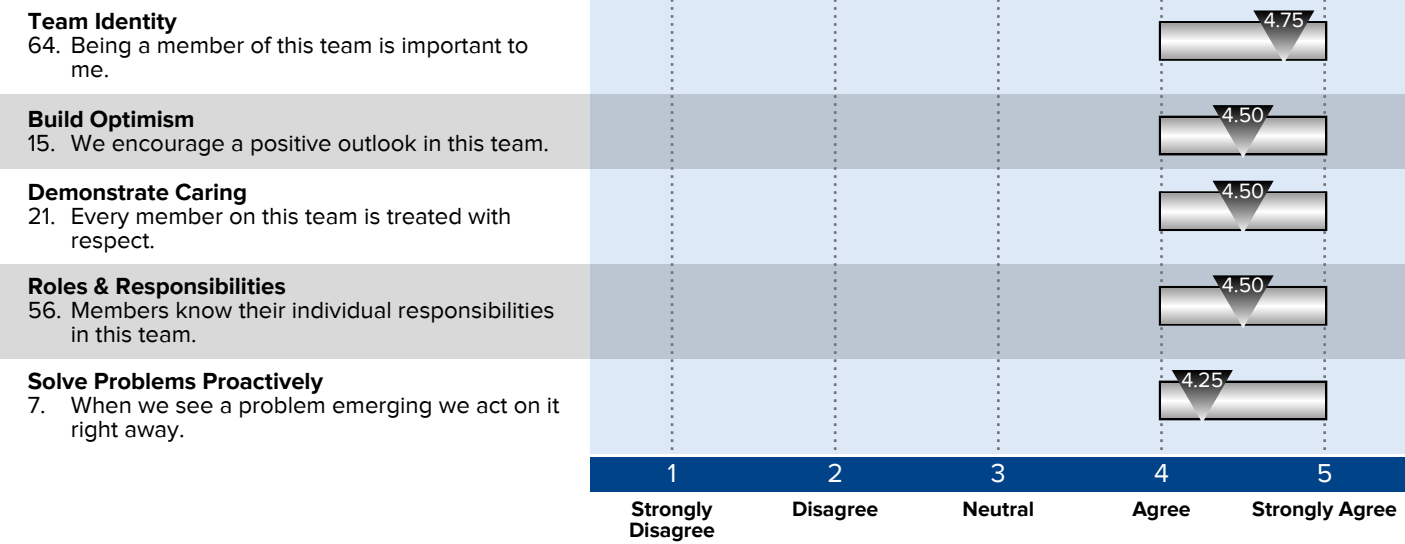 Team Identity
64. Being a member of this team is important to
me.
4.75
Build Optimism
15. We encourage a positive outlook in this team.
4.50
Demonstrate Caring
21. Every member on this team is treated with
respect.
4.50
Roles & Responsibilities
56. Members know their individual responsibilities
in this team.
4.50
Solve Problems Proactively
7. When we see a problem emerging we act on it
right away.
4.25
1 2 3 4 5
Strongly Disagree Neutral Agree Strongly Agree
Disagree